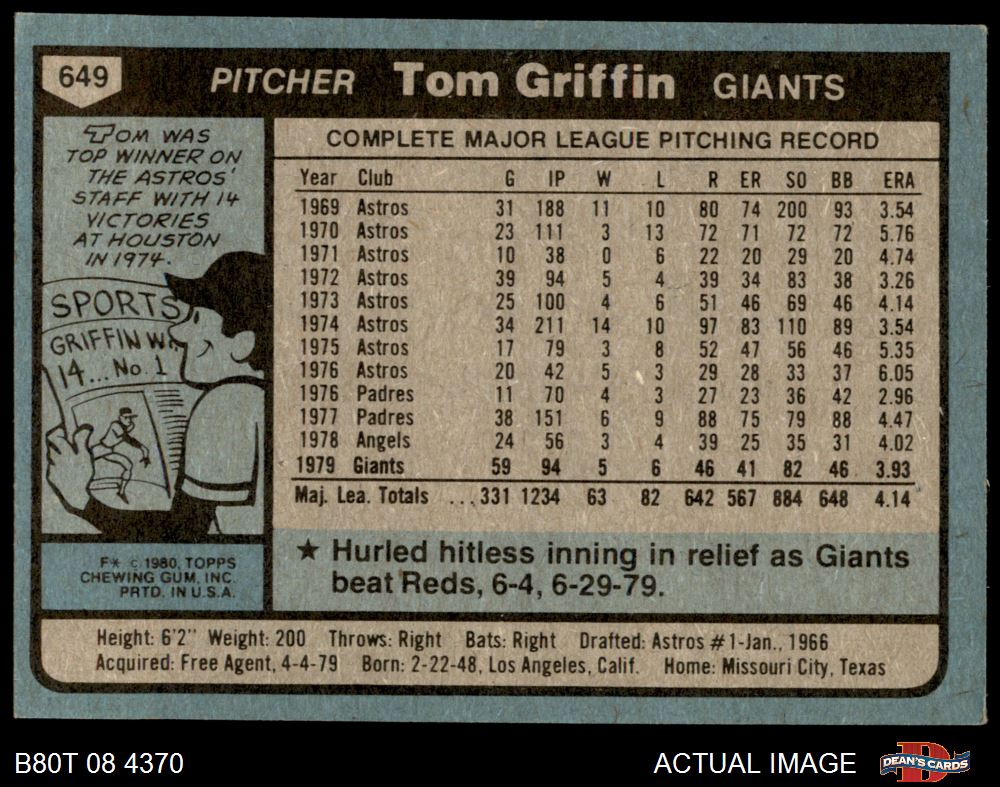 649 PITCHER Tom Griffin GIANTS
TOM WAS
TOP WINNER ON
THE ASTROS'
STAFF WITH 14
VICTORIES
AT HOUSTON
IN 1974.
SPORTS
GRIFFIN
14...No. 1
COMPLETE MAJOR LEAGUE PITCHING RECORD
Year Club G IP W L R ER SO BB ERA
1969 Astros 31 188 11 10 80 74 200 93 3.54
1970 Astros 23 111 3 13 72 71 72 72 5.76
1971 Astros 10 38 0 6 22 20 29 20 4.74
1972 Astros 39 94 5 4 39 34 83 38 3.26
1973 Astros 25 100 4 6 51 46 69 46 4.14
1974 Astros 34 211 14 10 97 83 110 89 3.54
1975 Astros 17 79 3 8 52 47 56 46 5.35
1976 Astros 20 42 5 3 29 28 33 37 6.05
1976 Padres 11 70 4 3 27 23 36 42 2.96
1977 Padres 38 151 6 9 88 75 79 88 4.47
1978 Angels 24 56 3 4 39 25 35 31 4.02
1979 Giants 59 94 5 6 46 41 82 46 3.93
Maj. Lea. Totals ...331 1234 63 82 642 567 884 648 4.14
★ Hurled hitless inning in relief as Giants
beat Reds, 6-4, 6-29-79.
F* © 1980, TOPPS
CHEWING GUM, INC.
PRTD. IN U.S.A.
Height: 6'2" Weight: 200 Throws: Right Bats: Right Drafted: Astros #1-Jan., 1966
Acquired: Free Agent, 4-4-79 Born: 2-22-48, Los Angeles, Calif. Home: Missouri City, Texas
B80T 08 4370 ACTUAL IMAGE DEAN'S CARDS